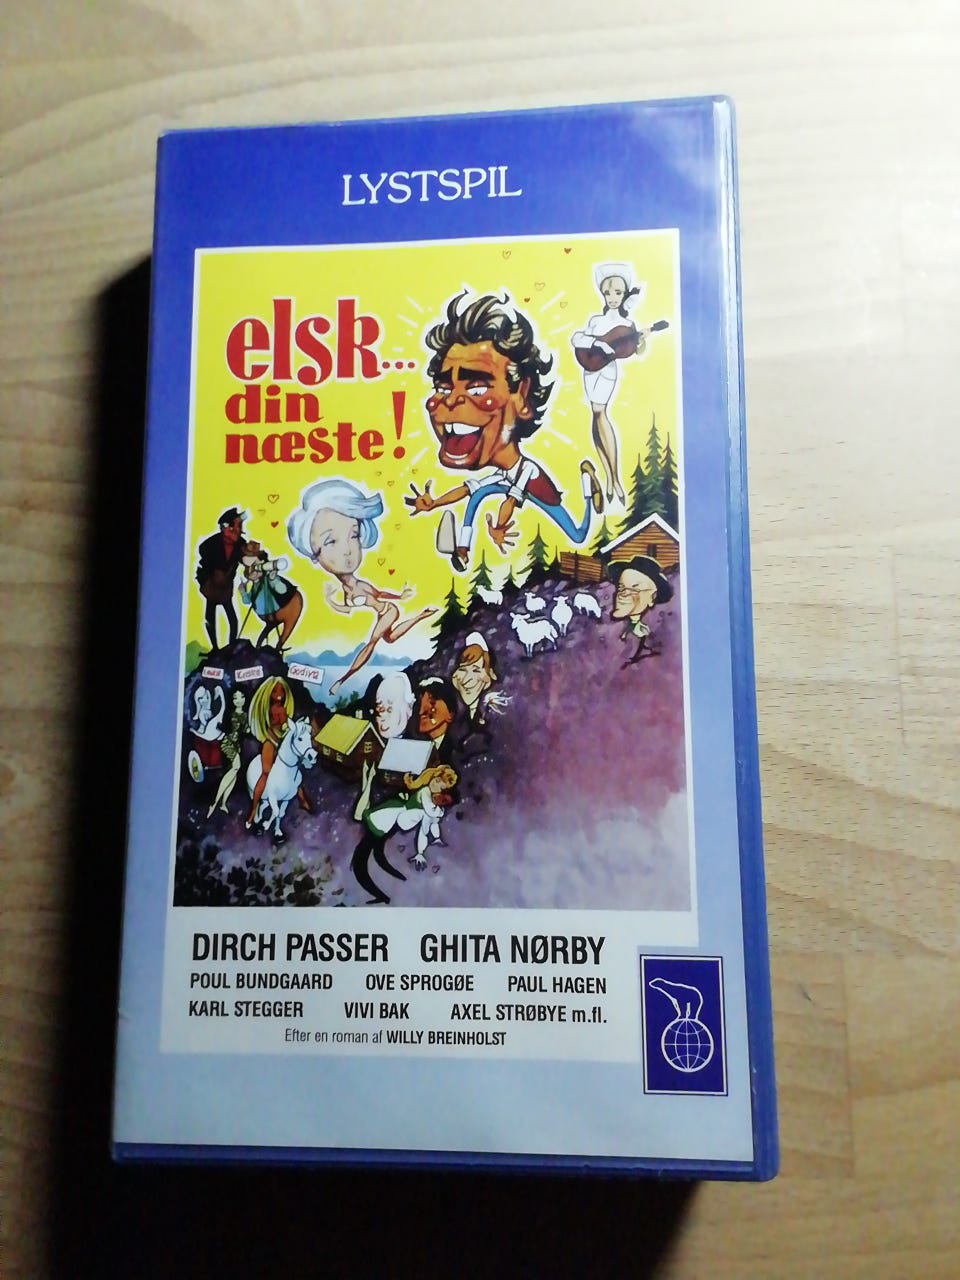 LYSTSPIL
elsk...
din
næste!
Godiva
DIRCH PASSER GHITA NØRBY
POUL BUNDGAARD OVE SPROGØE PAUL HAGEN
KARL STEGGER VIVI BAK AXEL STRØBYE m.fl.
Efter en roman af WILLY BREINHOLST